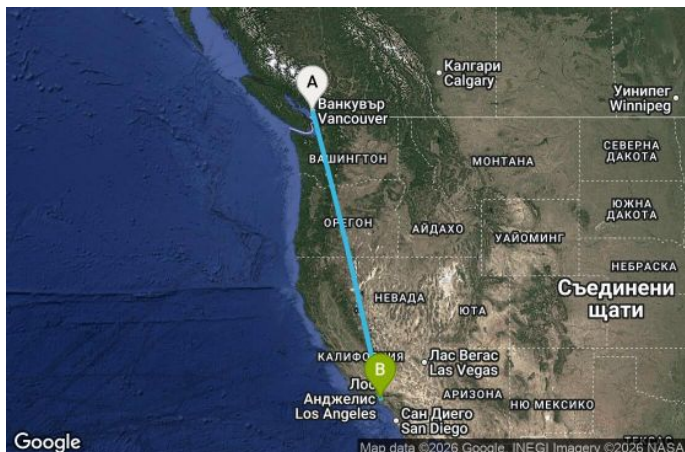 A
Калгари
Calgary
Ванкувър
Vancouver
Уинипег
Winnipeg
ВАШИНГТОН
МОНТАНА
СЕВЕРНА
ДАКОТА
ОРЕГОН
АЙДАХО
ЮЖНА
ДАКОТА
УАЙОМИНГ
НЕБРАСКА
НЕВАДА
ЮТА
Съединени
щати
КАЛИФОРНИЯ
B
Лас Вегас
Las Vegas
Лос
Анджелис
Los Angeles
АРИЗОНА
НЮ МЕКСИКО
Сан Диего
San Diego
ТЕКСАС
Google
Map data ©2026 Google, INEGI Imagery ©2026 NASA